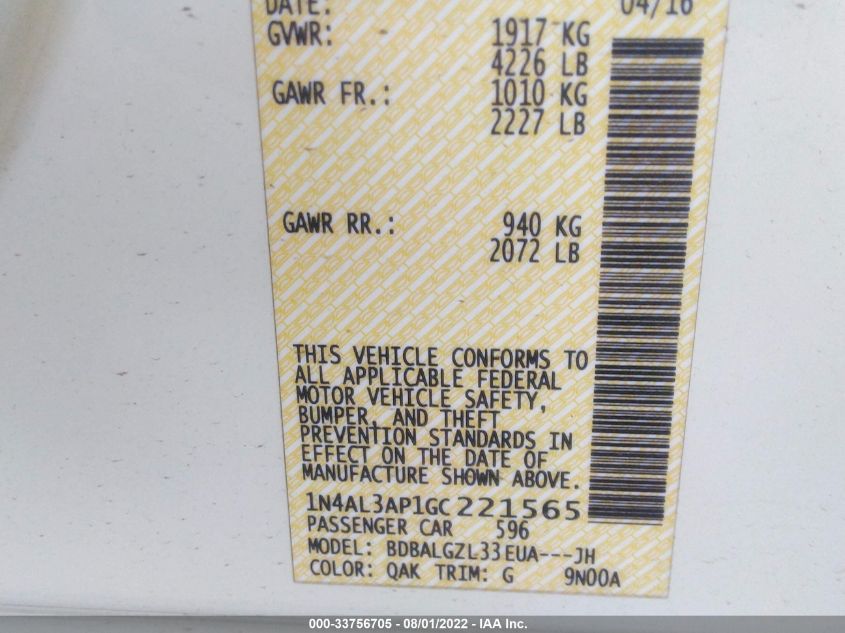 DATE: 04/16
GVWR: 1917 KG
4226 LB
GAWR FR.: 1010 KG
2227 LB
GAWR RR.: 940 KG
2072 LB
THIS VEHICLE CONFORMS TO
ALL APPLICABLE FEDERAL
MOTOR VEHICLE SAFETY,
BUMPER, AND THEFT
PREVENTION STANDARDS IN
EFFECT ON THE DATE OF
MANUFACTURE SHOWN ABOVE.
1N4AL3AP1GC221565
PASSENGER CAR 596
MODEL: BDBALGZL33EUA---JH
COLOR: QAK TRIM: G 9N00A
000-33756705 - 08/01/2022 - IAA Inc.